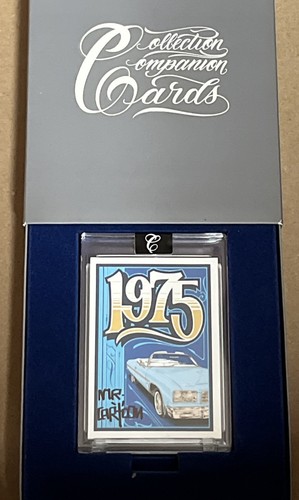 Collection
Companion
Cards
C
1975
MR.
CARTOON